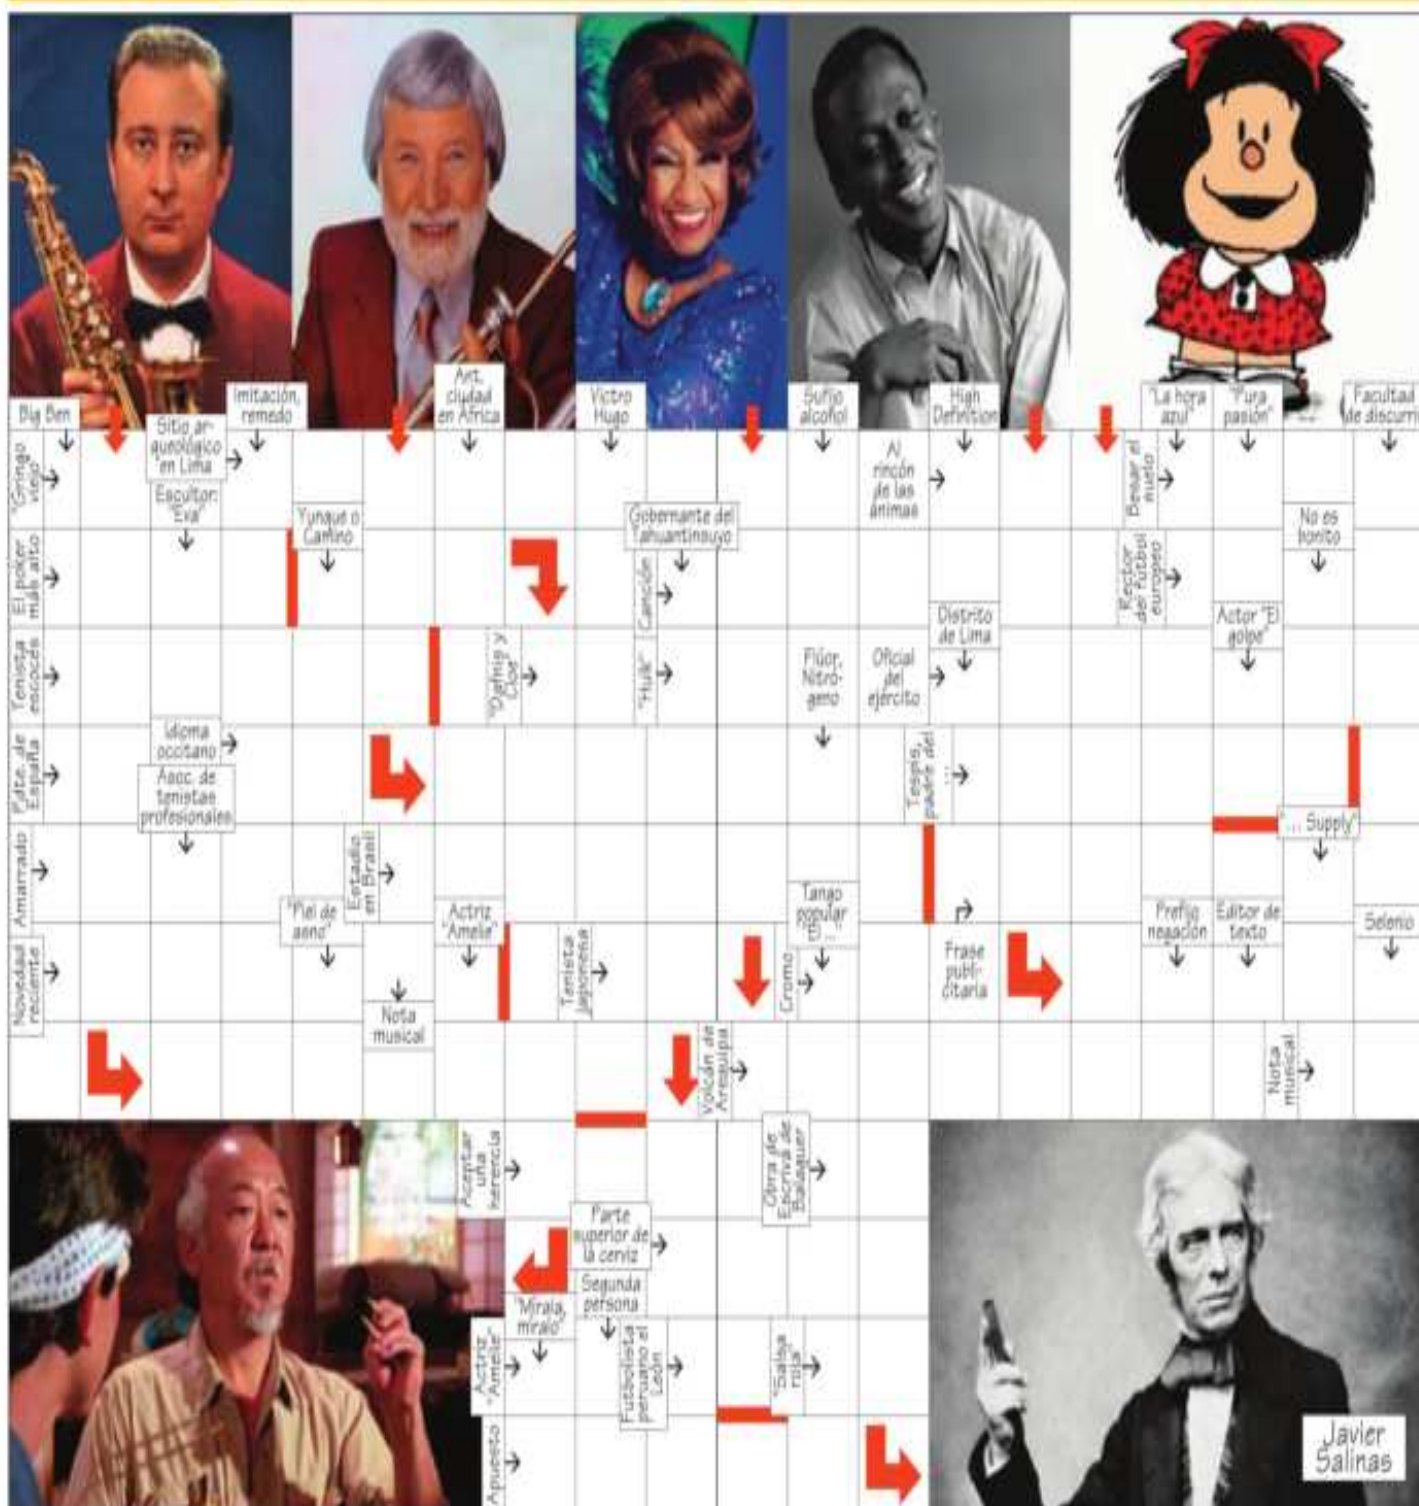 Big Ben
Sitio ar-
queológico
en Lima
Imitación,
remedo
Ant.
ciudad
en África
Victro
Hugo
Sufijo
alcohol
High
Definition
"La hora
azul"
"Pura
pasión"
Facultad
de discurrir
"Gringo
viejo"
Escultor:
"Eva"
Yunque o
Camino
Gobernante del
Tahuantinsuyo
Al
rincón
de las
ánimas
Besar el
suelo
No es
bonito
El póker
más alto
Canción
Rector
del fútbol
europeo
Distrito
de Lima
Actor "El
golpe"
Tenista
escocés
"Dafnis y
Cloe"
"Hulk"
Flúor,
Nitró-
geno
Oficial
del
ejército
Pdte. de
España
Idioma
occitano
Asoc. de
tenistas
profesionales
Tespis,
padre del
...
"... Supply"
Amarrado
Estadio
en Brasil
"Piel de
asno"
Actriz
"Amelie"
Tango
popular
"... "
Prefijo
negación
Editor de
texto
Selenio
Novedad
reciente
Nota
musical
Tenista
japonesa
Cromo
Frase
publi-
citaria
Volcán de
Arequipa
Nota
musical
Aceptar
una
herencia
Obra de
Escrivá de
Balaguer
Parte
superior de
la cerviz
Segunda
persona
"Mírala,
míralo"
Actriz
"Amelie"
Futbolista
peruano el
León
"Salsa
roja"
Apuesto
Javier
Salinas